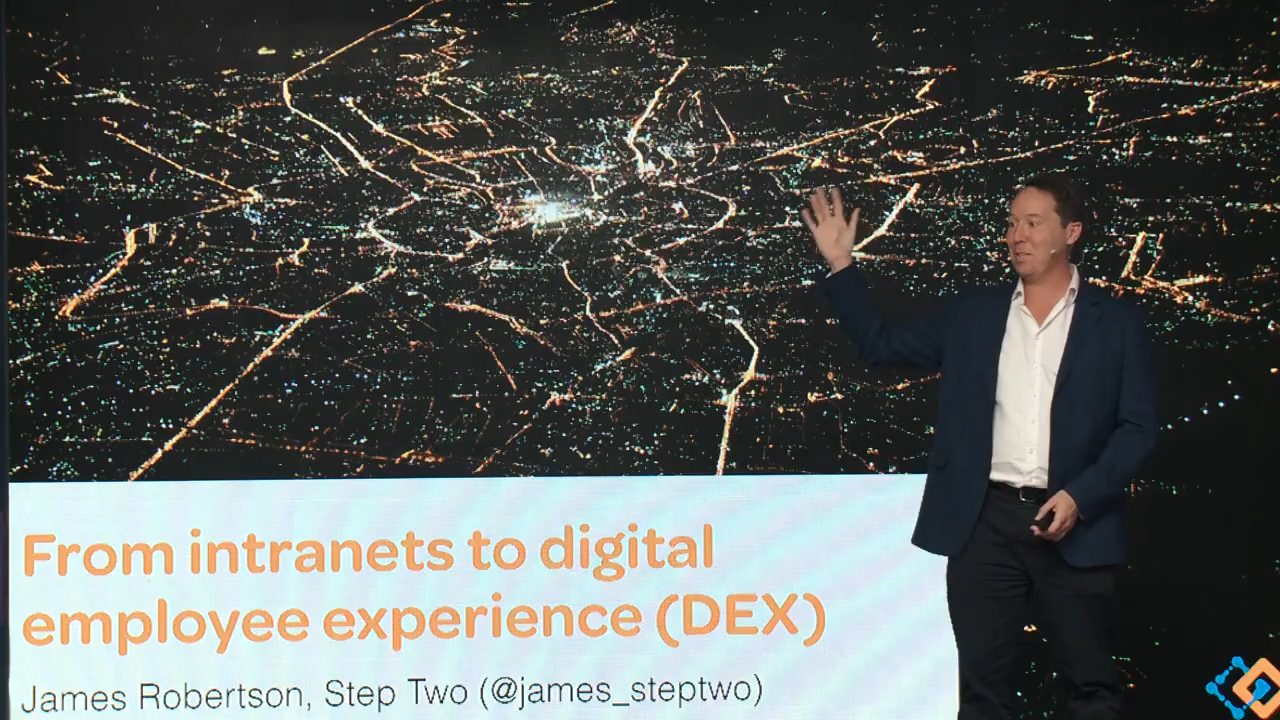 From intranets to digital
employee experience (DEX)
James Robertson, Step Two (@james_steptwo)